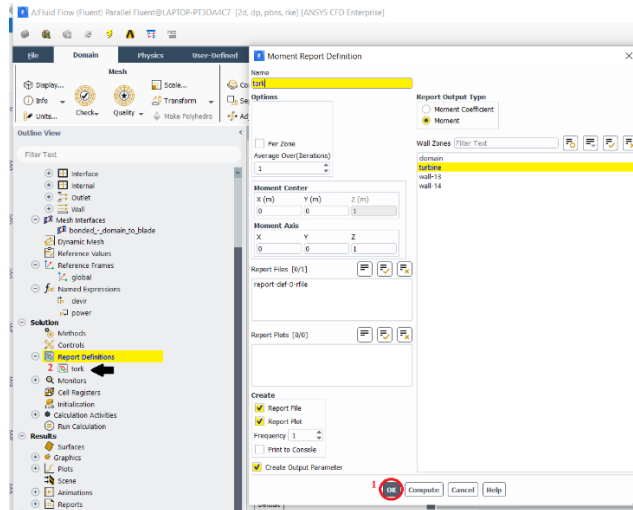 A:Fluid Flow (Fluent) Parallel Fluent@LAPTOP-PT3DA4C7 [2d, dp, pbns, rke] [ANSYS CFD Enterprise]
File
Domain
Physics
User-Defined
Mesh
Display...
Info
Units...
Check
Quality
Scale...
Transform
Make Polyhedra
Outline View
Filter Text
Interface
Internal
Outlet
Wall
Mesh Interfaces
bonded_-_domain_to_blade
Dynamic Mesh
Reference Values
Reference Frames
global
Named Expressions
devir
power
Solution
Methods
Controls
Report Definitions
2 tork
Monitors
Cell Registers
Initialization
Calculation Activities
Run Calculation
Results
Surfaces
Graphics
Plots
Scene
Animations
Reports
Moment Report Definition
Name
tork
Options
Per Zone
Average Over(Iterations)
1
Moment Center
X (m) Y (m) Z (m)
0 0 1
Moment Axis
X Y Z
0 0 1
Report Files [0/1]
report-def-0-rfile
Report Plots [0/0]
Create
Report File
Report Plot
Frequency 1
Print to Console
Create Output Parameter
Report Output Type
Moment Coefficient
Moment
Wall Zones Filter Text
domain
turbine
wall-13
wall-14
1 OK Compute Cancel Help